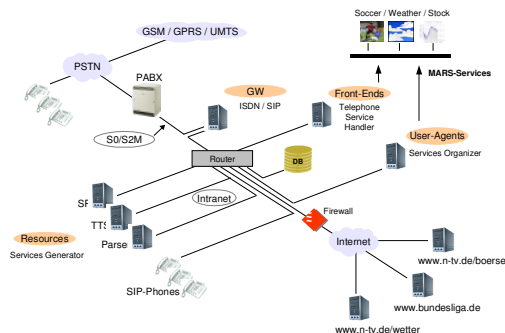 Soccer / Weather / Stock
GSM / GPRS / UMTS
PSTN
PABX
MARS-Services
GW
ISDN / SIP
Front-Ends
Telephone
Service
Handler
User-Agents
Services Organizer
S0/S2M
Router
DB
Intranet
TTS
Parse
Firewall
Resources
Services Generator
Internet
SIP-Phones
www.n-tv.de/boerse
www.bundesliga.de
www.n-tv.de/wetter